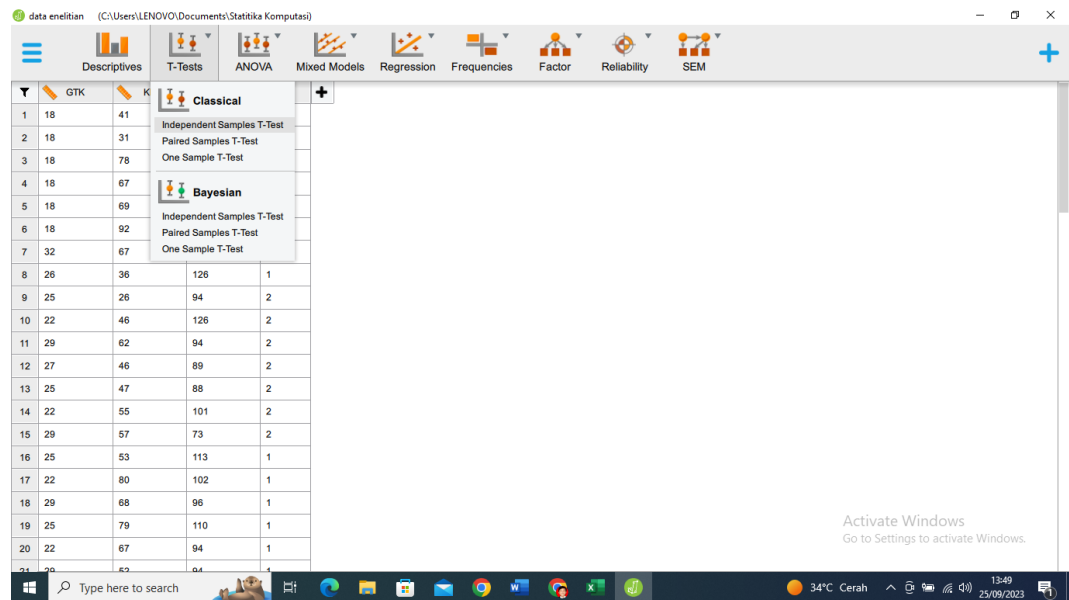 data enelitian (C:\Users\LENOVO\Documents\Statitika Komputasi)
Descriptives T-Tests ANOVA Mixed Models Regression Frequencies Factor Reliability SEM
GTK K
Classical
Independent Samples T-Test
Paired Samples T-Test
One Sample T-Test
Bayesian
Independent Samples T-Test
Paired Samples T-Test
One Sample T-Test
1 18 41
2 18 31
3 18 78
4 18 67
5 18 69
6 18 92
7 32 67
8 26 36 126 1
9 25 26 94 2
10 22 46 126 2
11 29 62 94 2
12 27 46 89 2
13 25 47 88 2
14 22 55 101 2
15 29 57 73 2
16 25 53 113 1
17 22 80 102 1
18 29 68 96 1
19 25 79 110 1
20 22 67 94 1
Activate Windows
Go to Settings to activate Windows.
Type here to search
34°C Cerah
13:49
25/09/2023